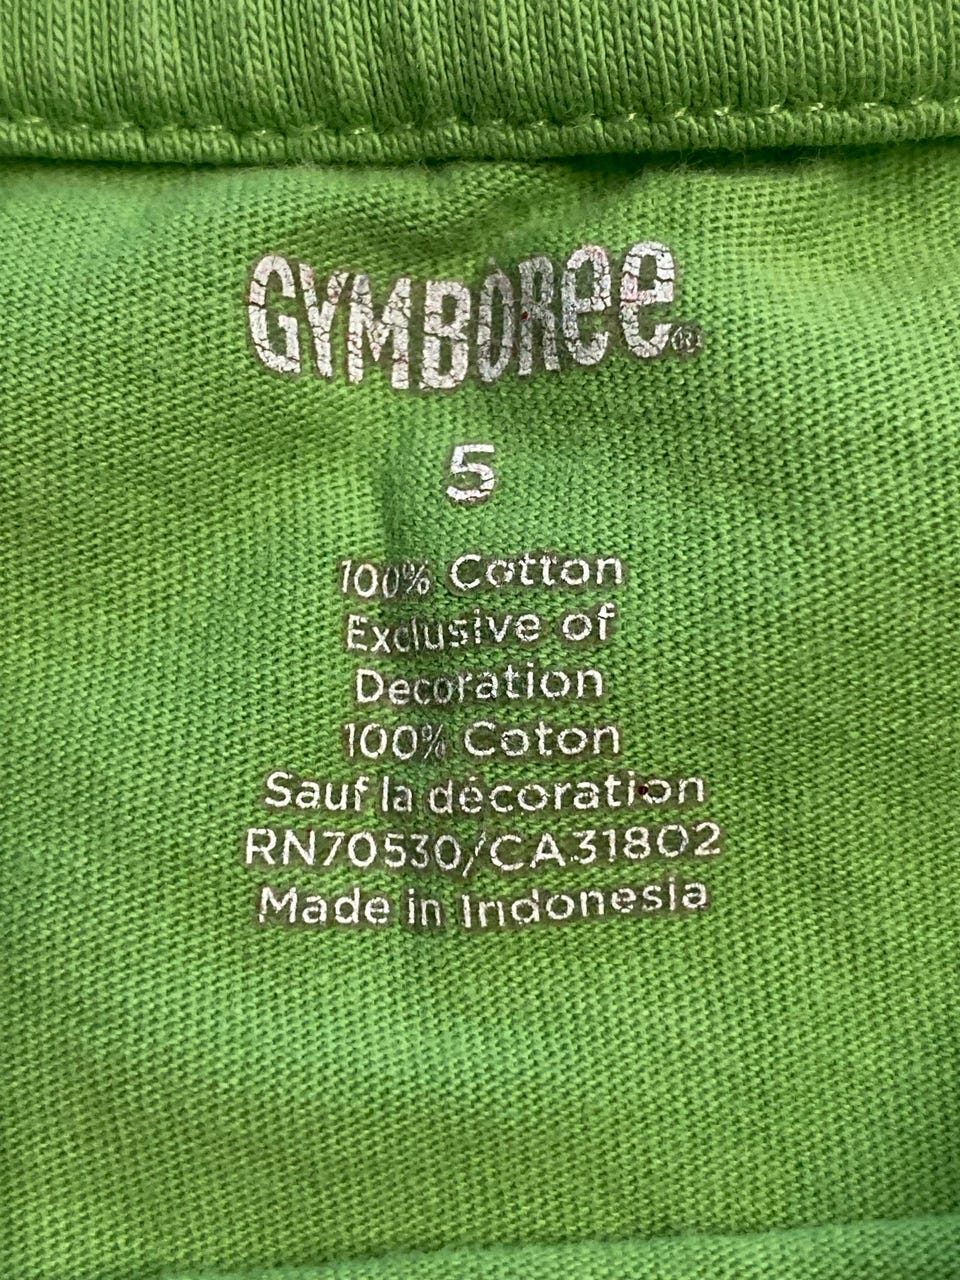 GYMBOREE®
5
100% Cotton
Exclusive of
Decoration
100% Coton
Sauf la décoration
RN70530/CA31802
Made in Indonesia